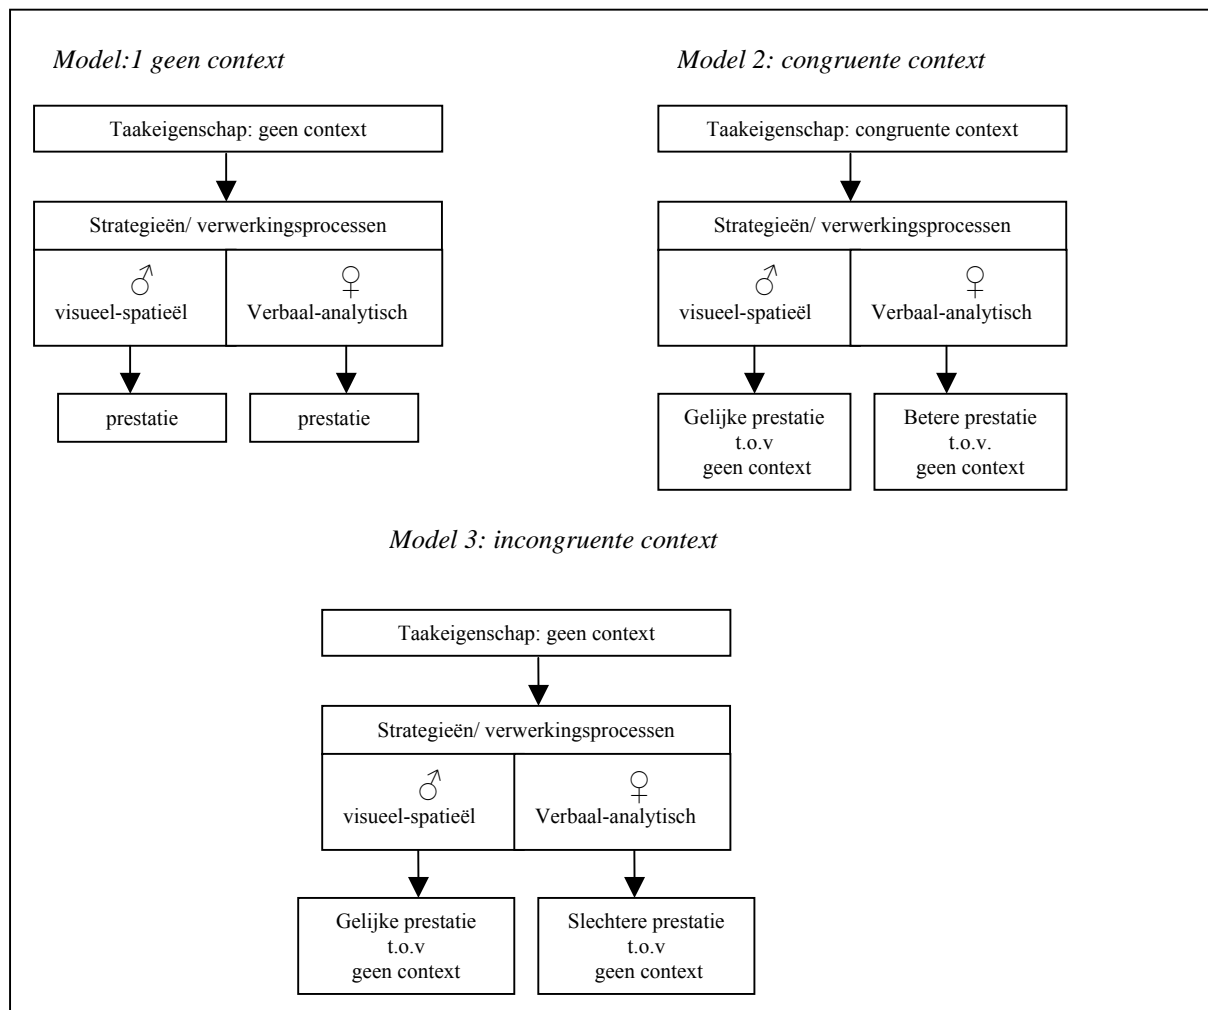 Model:1 geen context
Taakeigenschap: geen context
Strategieën/ verwerkingsprocessen
♂
visueel-spatieël
♀
Verbaal-analytisch
prestatie
prestatie
Model 2: congruente context
Taakeigenschap: congruente context
Strategieën/ verwerkingsprocessen
♂
visueel-spatieël
♀
Verbaal-analytisch
Gelijke prestatie
t.o.v
geen context
Betere prestatie
t.o.v.
geen context
Model 3: incongruente context
Taakeigenschap: geen context
Strategieën/ verwerkingsprocessen
♂
visueel-spatieël
♀
Verbaal-analytisch
Gelijke prestatie
t.o.v
geen context
Slechtere prestatie
t.o.v
geen context